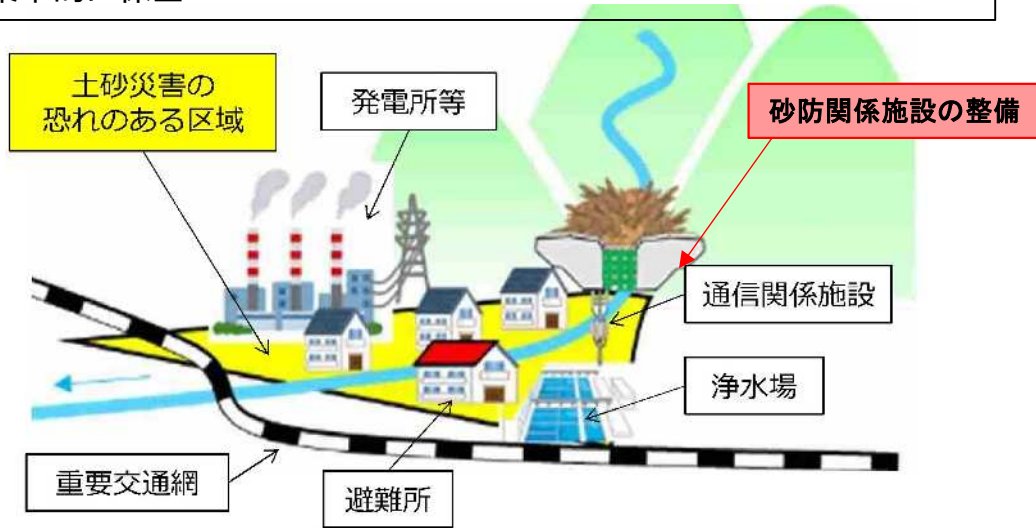 土砂災害の
恐れのある区域
発電所等
砂防関係施設の整備
通信関係施設
浄水場
重要交通網
避難所